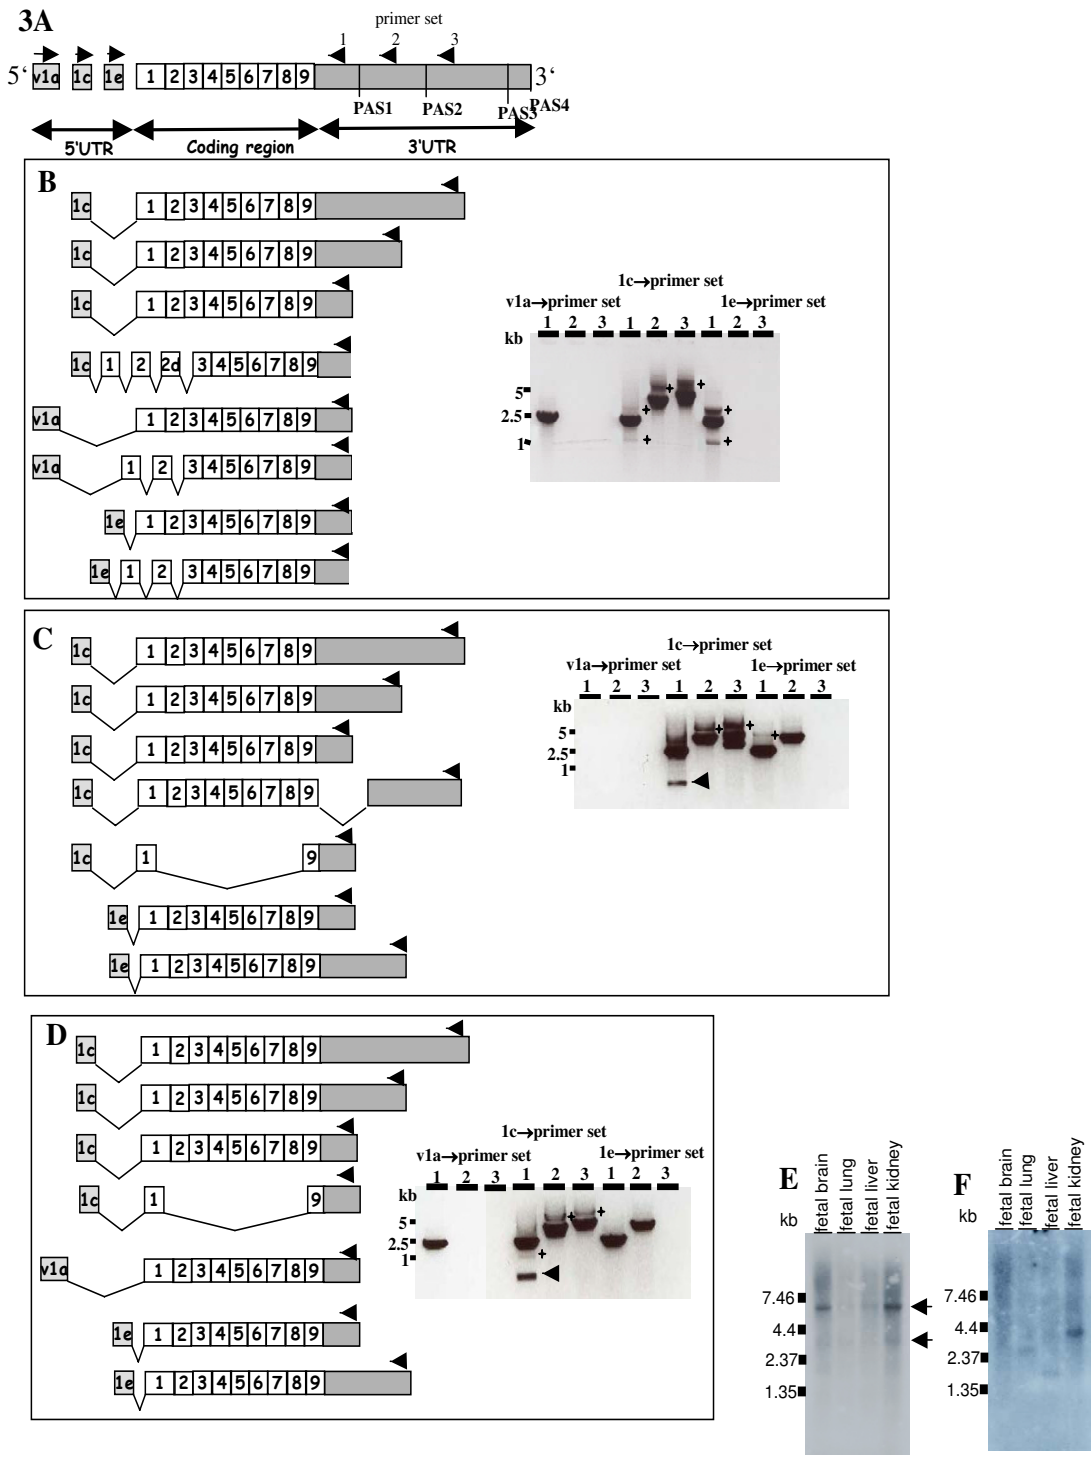 3A
primer set
1 2 3
5‘ v1a 1c 1e 1 2 3 4 5 6 7 8 9 3‘
PAS1 PAS2 PAS3 PAS4
5'UTR Coding region 3'UTR
B
1c 1 2 3 4 5 6 7 8 9
1c 1 2 3 4 5 6 7 8 9
1c 1 2 3 4 5 6 7 8 9
1c 1 2 2d 3 4 5 6 7 8 9
v1a 1 2 3 4 5 6 7 8 9
v1a 1 2 3 4 5 6 7 8 9
1e 1 2 3 4 5 6 7 8 9
1e 1 2 3 4 5 6 7 8 9
1c→primer set
v1a→primer set 1e→primer set
1 2 3 1 2 3 1 2 3
kb
5
2.5
1
+ + + + + +
C
1c 1 2 3 4 5 6 7 8 9
1c 1 2 3 4 5 6 7 8 9
1c 1 2 3 4 5 6 7 8 9
1c 1 2 3 4 5 6 7 8 9
1c 1 9
1e 1 2 3 4 5 6 7 8 9
1e 1 2 3 4 5 6 7 8 9
1c→primer set
v1a→primer set 1e→primer set
1 2 3 1 2 3 1 2 3
kb
5
2.5
1
+ + +
D
1c 1 2 3 4 5 6 7 8 9
1c 1 2 3 4 5 6 7 8 9
1c 1 2 3 4 5 6 7 8 9
1c 1 9
v1a 1 2 3 4 5 6 7 8 9
1e 1 2 3 4 5 6 7 8 9
1e 1 2 3 4 5 6 7 8 9
1c→primer set
v1a→primer set 1e→primer set
1 2 3 1 2 3 1 2 3
kb
5
2.5
1
+ + +
E
kb
fetal brain
fetal lung
fetal liver
fetal kidney
7.46
4.4
2.37
1.35
F
kb
fetal brain
fetal lung
fetal liver
fetal kidney
7.46
4.4
2.37
1.35